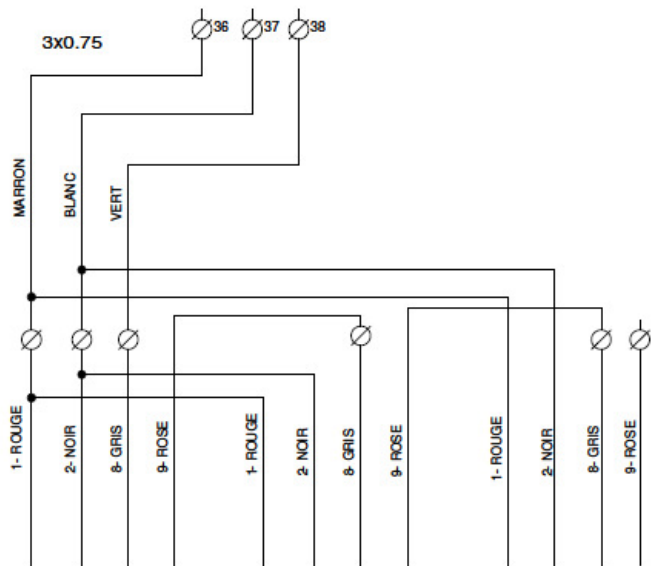 36
37
38
3x0.75
MARRON
BLANC
VERT
1- ROUGE
2- NOIR
8- GRIS
9- ROSE
1- ROUGE
2- NOIR
8- GRIS
9- ROSE
1- ROUGE
2- NOIR
8- GRIS
9- ROSE